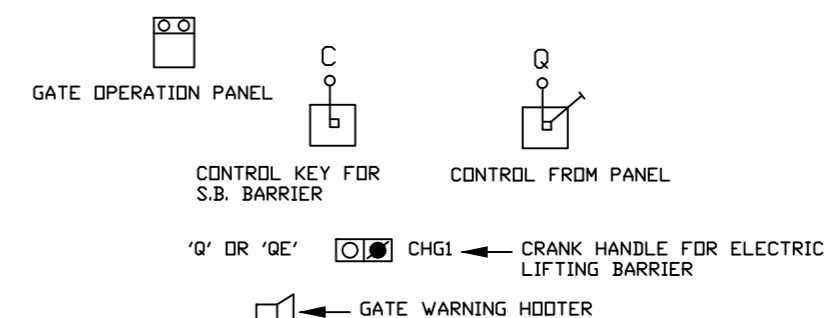 C
Q
GATE OPERATION PANEL
CONTROL KEY FOR
S.B. BARRIER
CONTROL FROM PANEL
'Q' OR 'QE'
CHG1
CRANK HANDLE FOR ELECTRIC
LIFTING BARRIER
GATE WARNING HOOTER